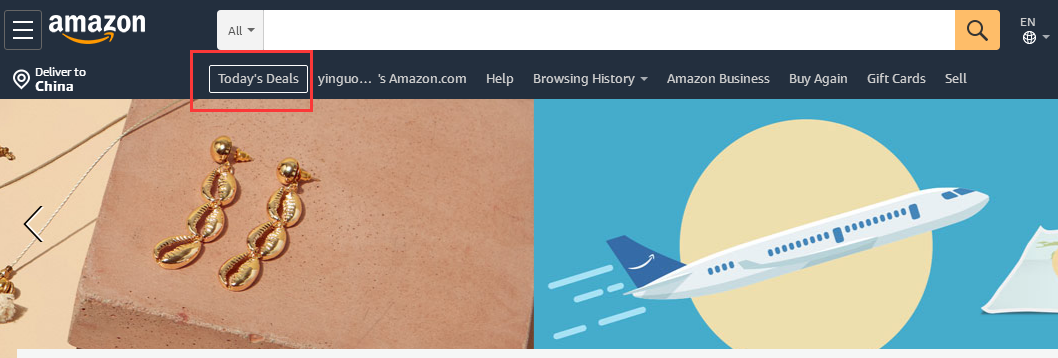 amazon
All
EN
Deliver to
China
Today's Deals
yinguo... 's Amazon.com
Help
Browsing History
Amazon Business
Buy Again
Gift Cards
Sell